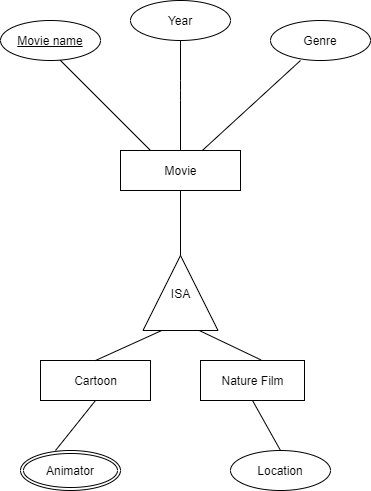 Movie name
Year
Genre
Movie
ISA
Cartoon
Nature Film
Animator
Location